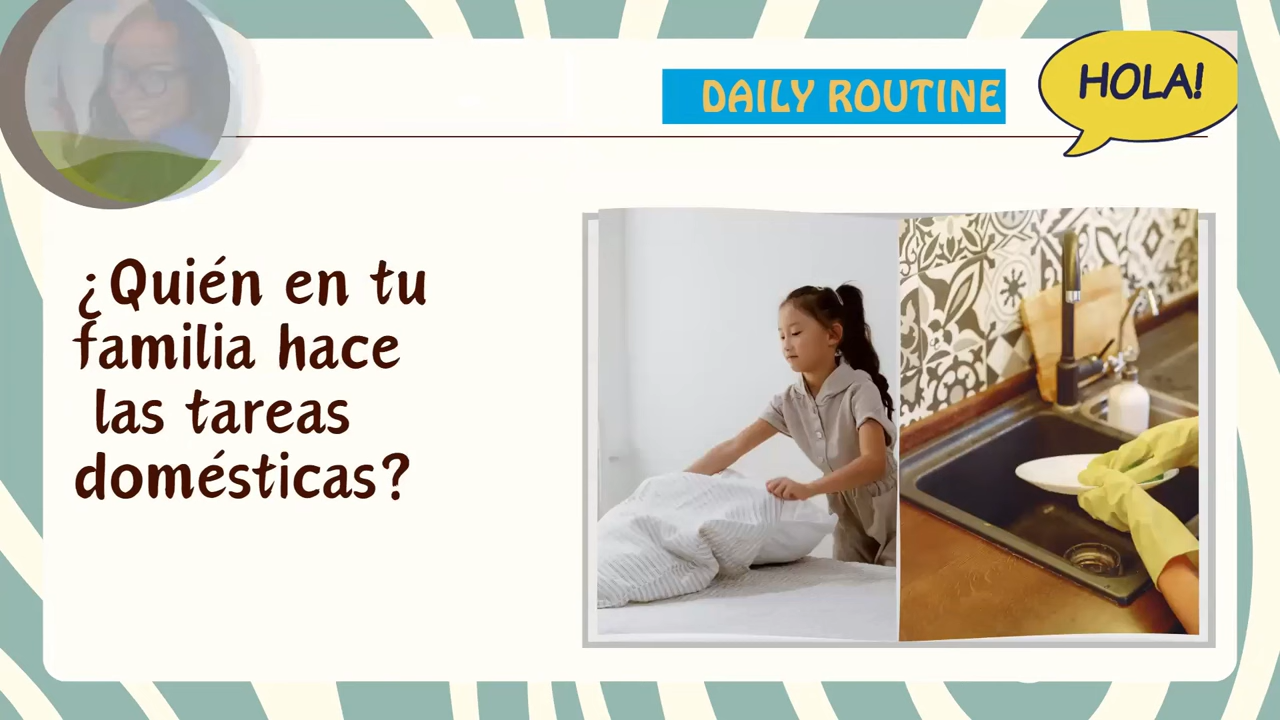 DAILY ROUTINE
HOLA!
¿Quién en tu
familia hace
las tareas
domésticas?